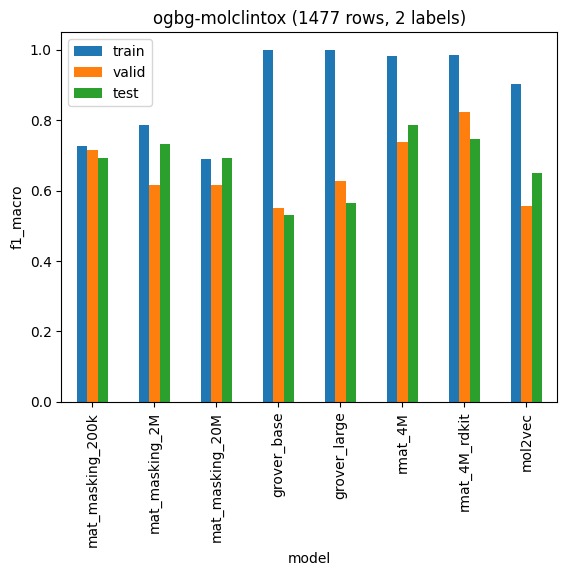 ogbg-molclintox (1477 rows, 2 labels)
train
valid
test
f1_macro
1.0
0.8
0.6
0.4
0.2
0.0
mat_masking_200k
mat_masking_2M
mat_masking_20M
grover_base
grover_large
rmat_4M
rmat_4M_rdkit
mol2vec
model